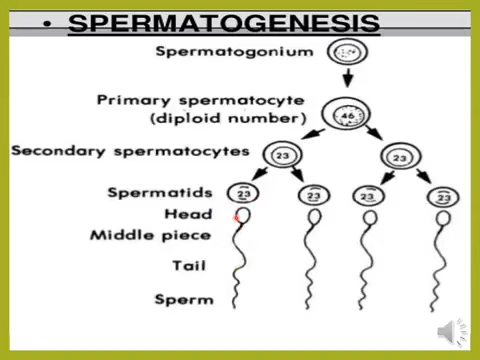 • SPERMATOGENESIS
Spermatogonium
Primary spermatocyte
(diploid number)
46
Secondary spermatocytes
23
23
Spermatids
23
23
23
23
Head
Middle piece
Tail
Sperm